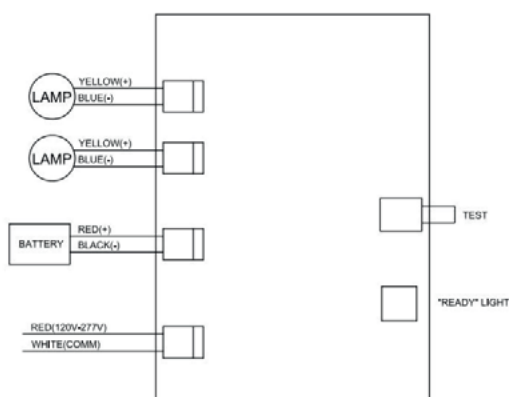 YELLOW(+)
LAMP
BLUE(-)
YELLOW(+)
LAMP
BLUE(-)
RED(+)
BATTERY
BLACK(-)
TEST
"READY" LIGHT
RED(120V-277V)
WHITE(COMM)